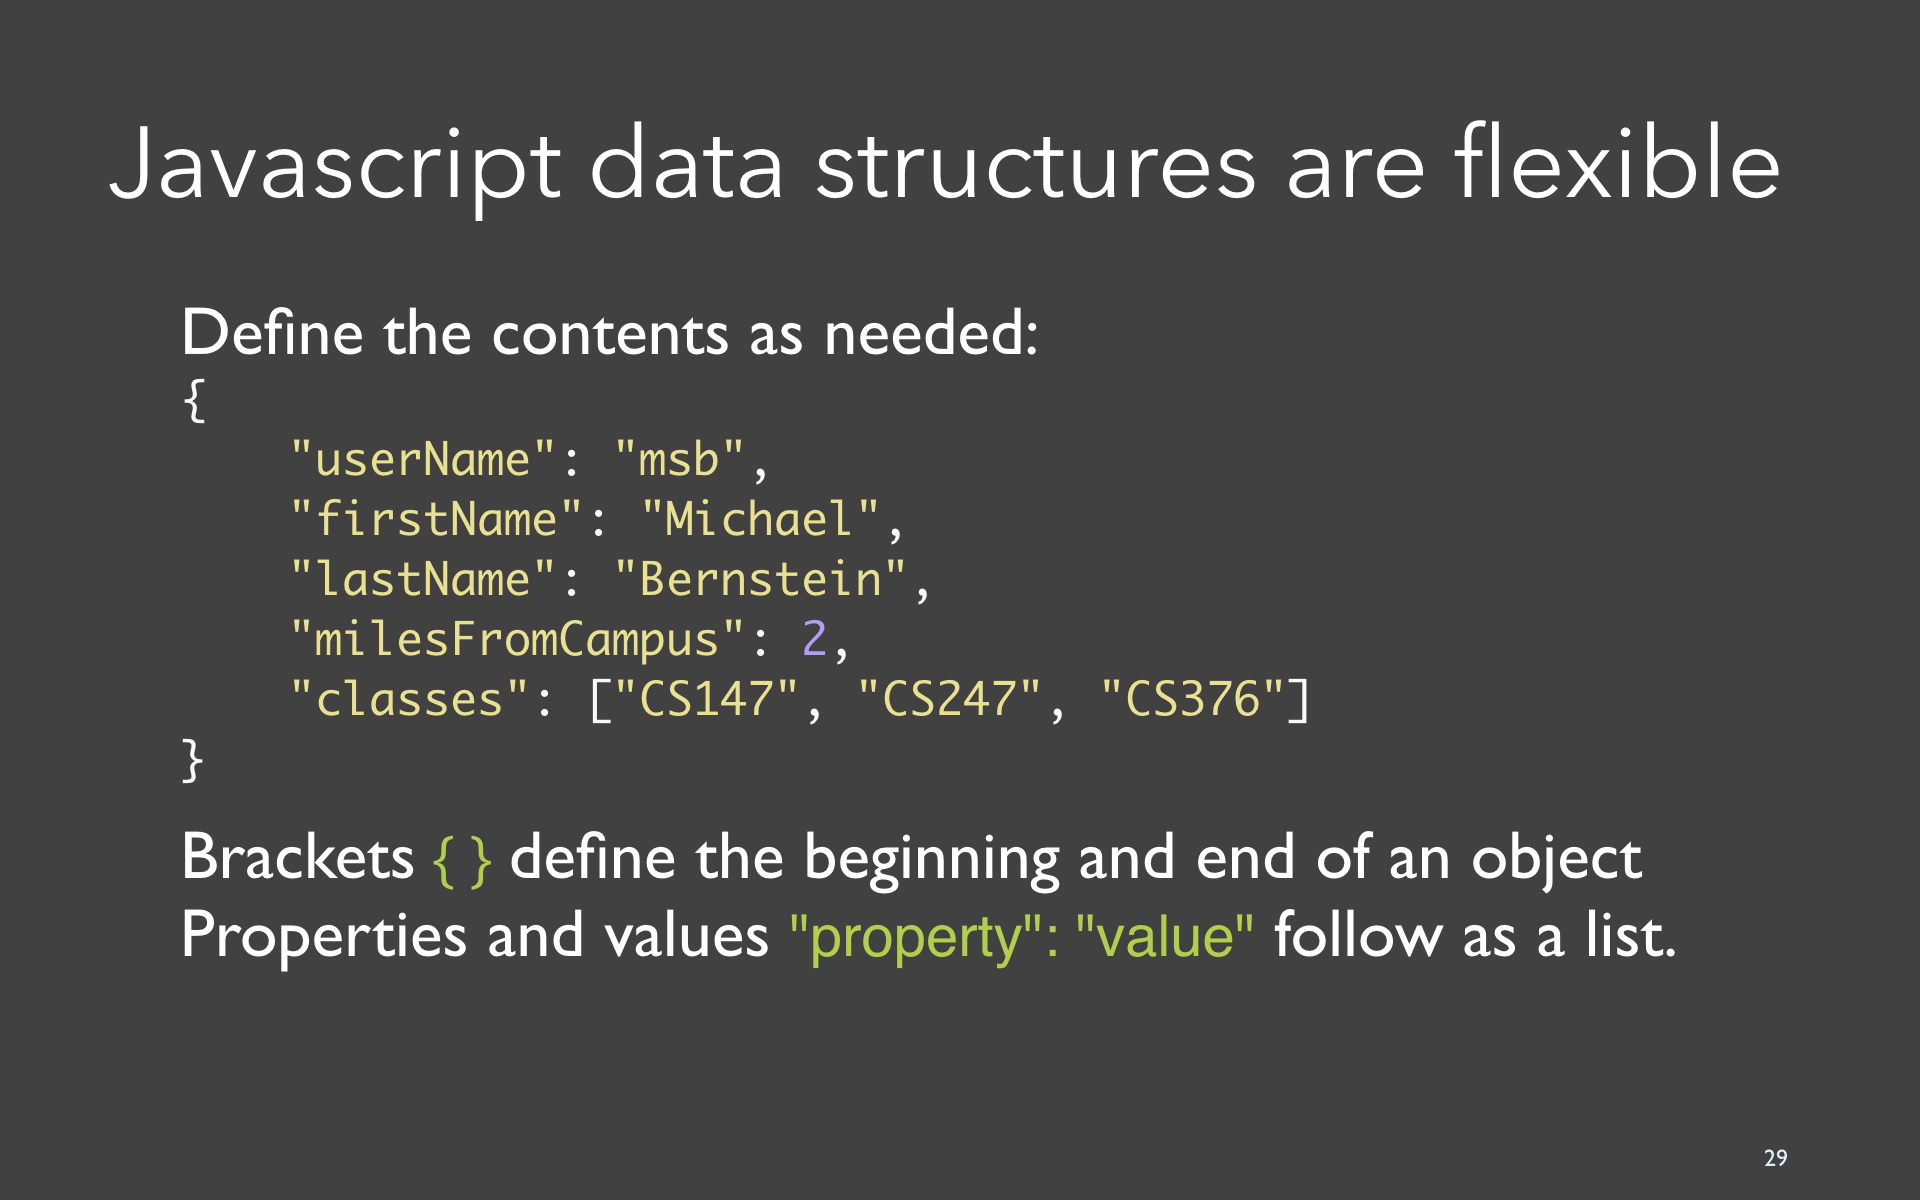 Javascript data structures are flexible
Define the contents as needed:
{
    "userName": "msb",
    "firstName": "Michael",
    "lastName": "Bernstein",
    "milesFromCampus": 2,
    "classes": ["CS147", "CS247", "CS376"]
}
Brackets { } define the beginning and end of an object
Properties and values "property": "value" follow as a list.
29